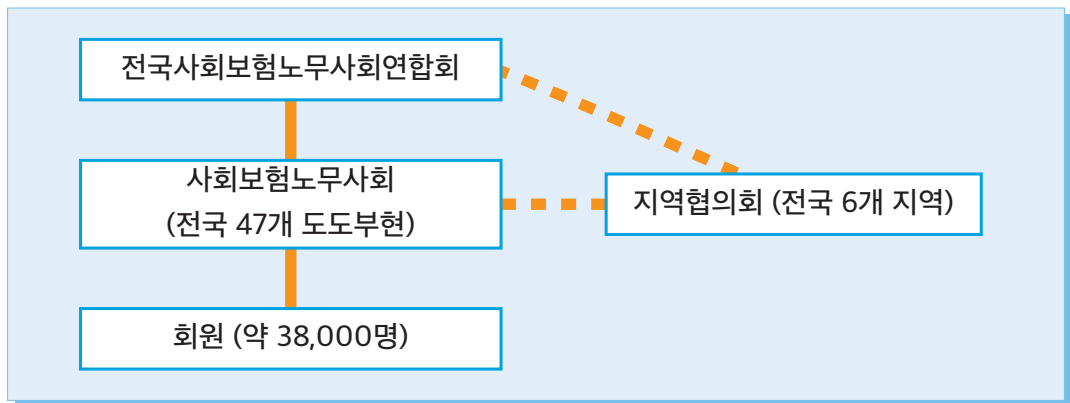 전국사회보험노무사회연합회
사회보험노무사회
(전국 47개 도도부현)
지역협의회 (전국 6개 지역)
회원 (약 38,000명)